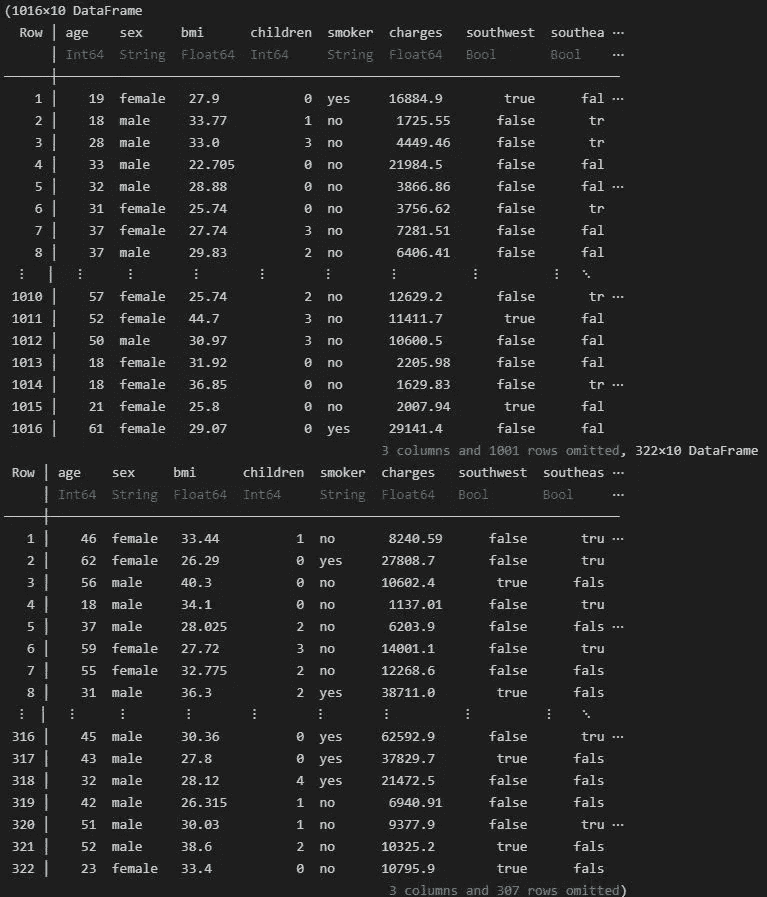 (1016×10 DataFrame
Row │ age sex bmi children smoker charges southwest southea ⋯
│ Int64 String Float64 Int64 String Float64 Bool Bool ⋯
1 │ 19 female 27.9 0 yes 16884.9 true fal ⋯
2 │ 18 male 33.77 1 no 1725.55 false tr
3 │ 28 male 33.0 3 no 4449.46 false tr
4 │ 33 male 22.705 0 no 21984.5 false fal
5 │ 32 male 28.88 0 no 3866.86 false fal ⋯
6 │ 31 female 25.74 0 no 3756.62 false tr
7 │ 37 female 27.74 3 no 7281.51 false fal
8 │ 37 male 29.83 2 no 6406.41 false fal
⋮ │ ⋮ ⋮ ⋮ ⋮ ⋮ ⋮ ⋮ ⋮ ⋱
1010 │ 57 female 25.74 2 no 12629.2 false tr ⋯
1011 │ 52 female 44.7 3 no 11411.7 true fal
1012 │ 50 male 30.97 3 no 10600.5 false fal
1013 │ 18 female 31.92 0 no 2205.98 false fal
1014 │ 18 female 36.85 0 no 1629.83 false tr ⋯
1015 │ 21 female 25.8 0 no 2007.94 true fal
1016 │ 61 female 29.07 0 yes 29141.4 false fal
3 columns and 1001 rows omitted, 322×10 DataFrame
Row │ age sex bmi children smoker charges southwest southeas ⋯
│ Int64 String Float64 Int64 String Float64 Bool Bool ⋯
1 │ 46 female 33.44 1 no 8240.59 false tru ⋯
2 │ 62 female 26.29 0 yes 27808.7 false tru
3 │ 56 male 40.3 0 no 10602.4 true fals
4 │ 18 male 34.1 0 no 1137.01 false tru
5 │ 37 male 28.025 2 no 6203.9 false fals ⋯
6 │ 59 female 27.72 3 no 14001.1 false tru
7 │ 55 female 32.775 2 no 12268.6 false fals
8 │ 31 male 36.3 2 yes 38711.0 true fals
⋮ │ ⋮ ⋮ ⋮ ⋮ ⋮ ⋮ ⋮ ⋮ ⋱
316 │ 45 male 30.36 0 yes 62592.9 false tru ⋯
317 │ 43 male 27.8 0 yes 37829.7 true fals
318 │ 32 male 28.12 4 yes 21472.5 false fals
319 │ 42 male 26.315 1 no 6940.91 false fals
320 │ 51 male 30.03 1 no 9377.9 false tru ⋯
321 │ 52 male 38.6 2 no 10325.2 true fals
322 │ 23 female 33.4 0 no 10795.9 true fals
3 columns and 307 rows omitted)